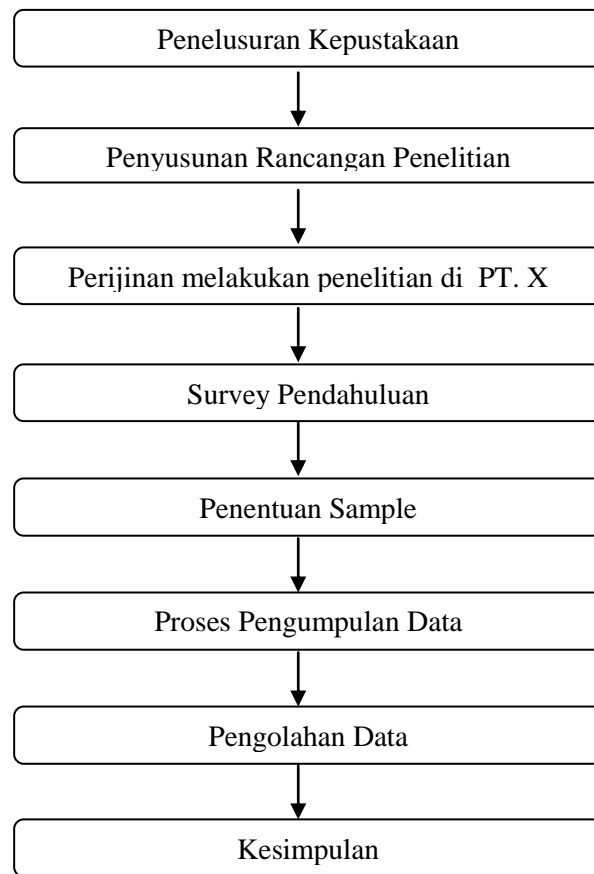 Penelusuran Kepustakaan
Penyusunan Rancangan Penelitian
Perijinan melakukan penelitian di PT. X
Survey Pendahuluan
Penentuan Sample
Proses Pengumpulan Data
Pengolahan Data
Kesimpulan